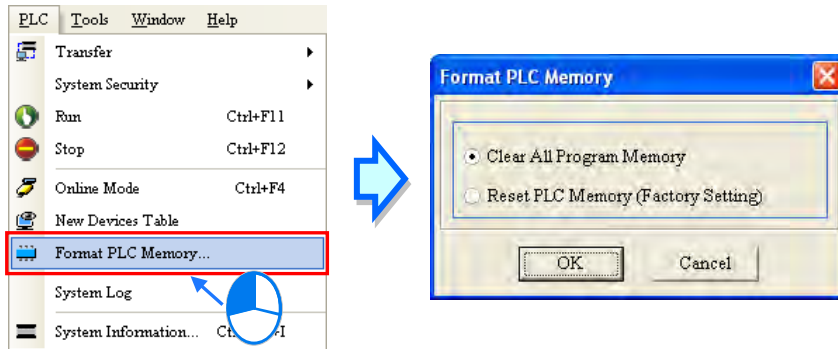 PLC Tools Window Help
Transfer
System Security
Run Ctrl+F11
Stop Ctrl+F12
Online Mode Ctrl+F4
New Devices Table
Format PLC Memory...
System Log
System Information...
Format PLC Memory
Clear All Program Memory
Reset PLC Memory (Factory Setting)
OK Cancel